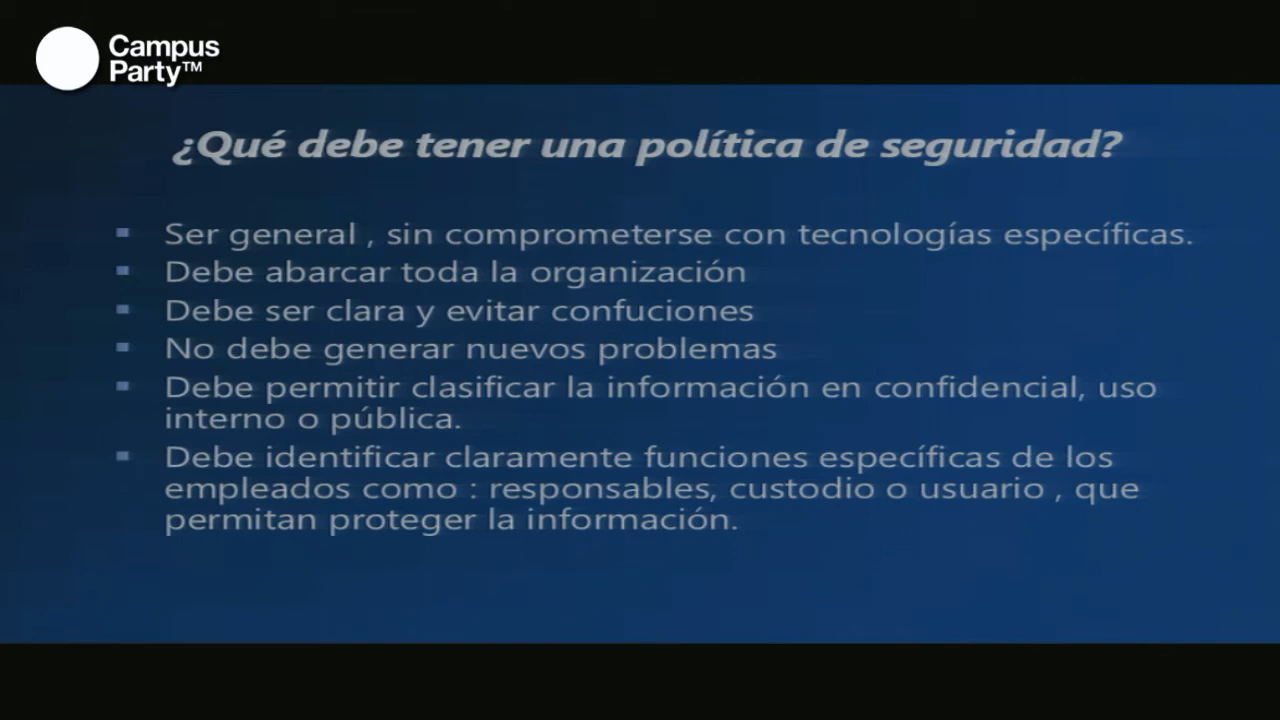 Campus
Party™
¿Qué debe tener una política de seguridad?
▪ Ser general , sin comprometerse con tecnologías específicas.
▪ Debe abarcar toda la organización
▪ Debe ser clara y evitar confuciones
▪ No debe generar nuevos problemas
▪ Debe permitir clasificar la información en confidencial, uso
interno o pública.
▪ Debe identificar claramente funciones específicas de los
empleados como : responsables, custodio o usuario , que
permitan proteger la información.